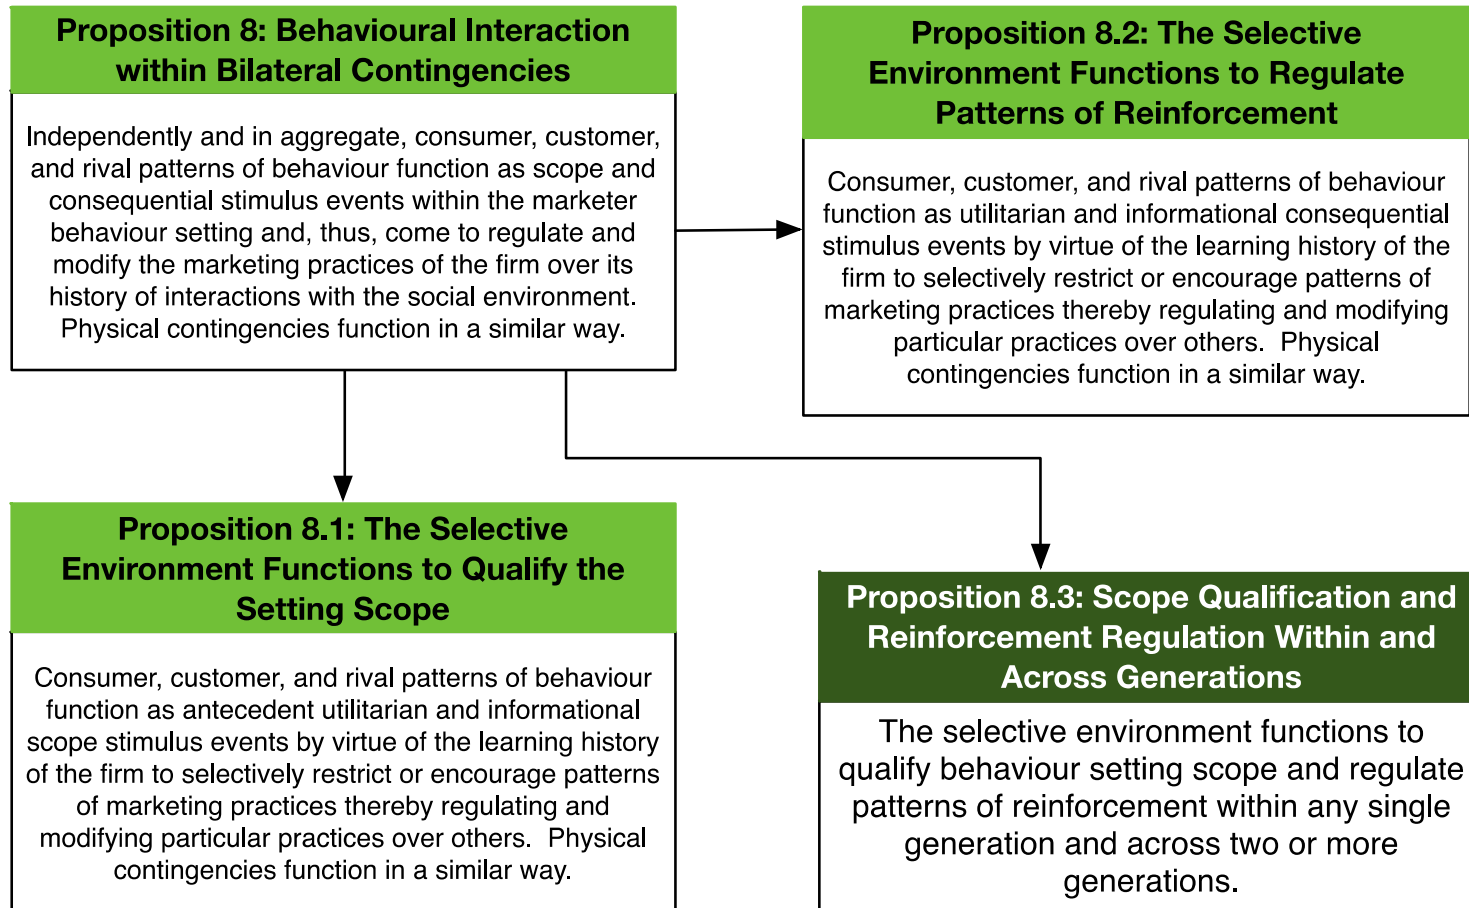 Proposition 8: Behavioural Interaction
within Bilateral Contingencies
Independently and in aggregate, consumer, customer,
and rival patterns of behaviour function as scope and
consequential stimulus events within the marketer
behaviour setting and, thus, come to regulate and
modify the marketing practices of the firm over its
history of interactions with the social environment.
Physical contingencies function in a similar way.
Proposition 8.2: The Selective
Environment Functions to Regulate
Patterns of Reinforcement
Consumer, customer, and rival patterns of behaviour
function as utilitarian and informational consequential
stimulus events by virtue of the learning history of the
firm to selectively restrict or encourage patterns of
marketing practices thereby regulating and modifying
particular practices over others.  Physical
contingencies function in a similar way.
Proposition 8.1: The Selective
Environment Functions to Qualify the
Setting Scope
Consumer, customer, and rival patterns of behaviour
function as antecedent utilitarian and informational
scope stimulus events by virtue of the learning history
of the firm to selectively restrict or encourage patterns
of marketing practices thereby regulating and
modifying particular practices over others.  Physical
contingencies function in a similar way.
Proposition 8.3: Scope Qualification and
Reinforcement Regulation Within and
Across Generations
The selective environment functions to
qualify behaviour setting scope and regulate
patterns of reinforcement within any single
generation and across two or more
generations.